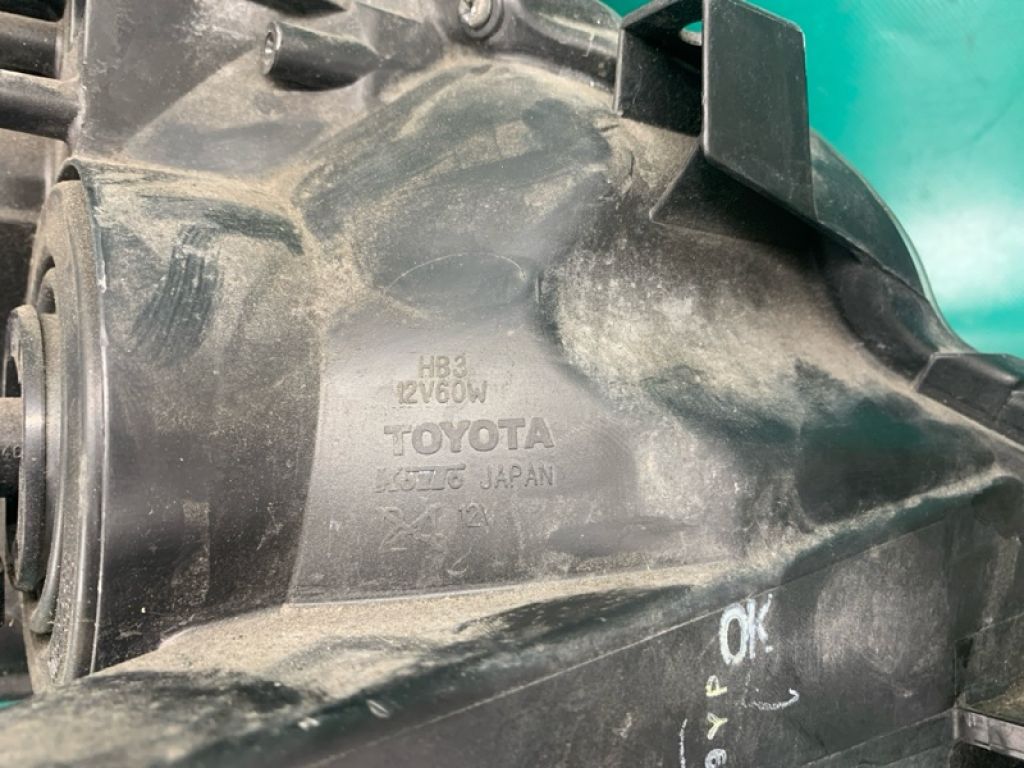 HB3
12V60W
TOYOTA
KOITO JAPAN
12V
OK